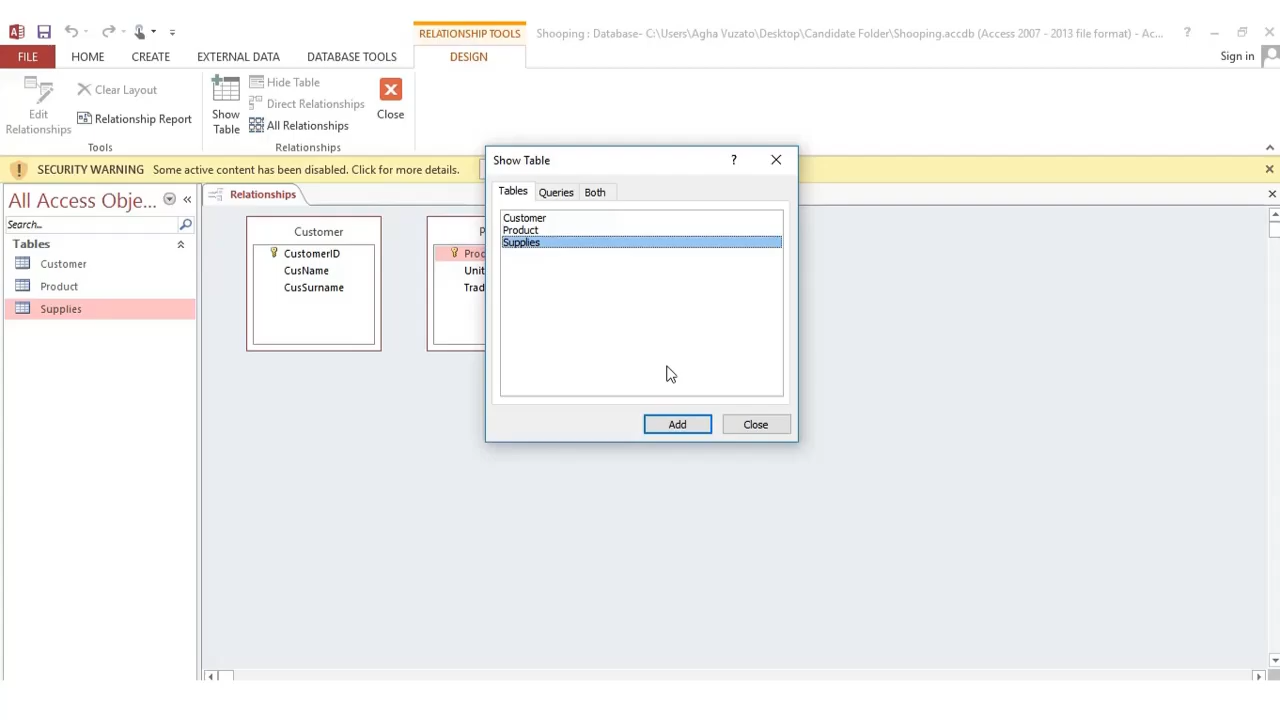 RELATIONSHIP TOOLS
Shooping : Database- C:\Users\Agha Vuzato\Desktop\Candidate Folder\Shooping.accdb (Access 2007 - 2013 file format) - Ac...
?
FILE
HOME
CREATE
EXTERNAL DATA
DATABASE TOOLS
DESIGN
Sign in
Edit Relationships
Clear Layout
Relationship Report
Tools
Show Table
Hide Table
Direct Relationships
All Relationships
Relationships
Close
SECURITY WARNING Some active content has been disabled. Click for more details.
All Access Obje...
Search...
Tables
Customer
Product
Supplies
Relationships
Customer
CustomerID
CusName
CusSurname
P
Prod
Unit
Trad
Show Table
?
Tables
Queries
Both
Customer
Product
Supplies
Add
Close